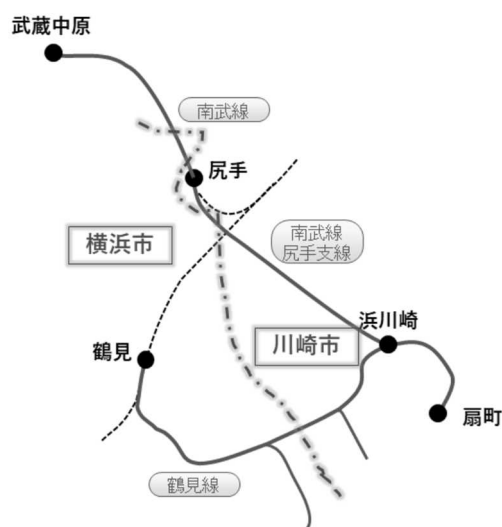 武蔵中原
南武線
尻手
南武線
尻手支線
横浜市
浜川崎
川崎市
鶴見
扇町
鶴見線